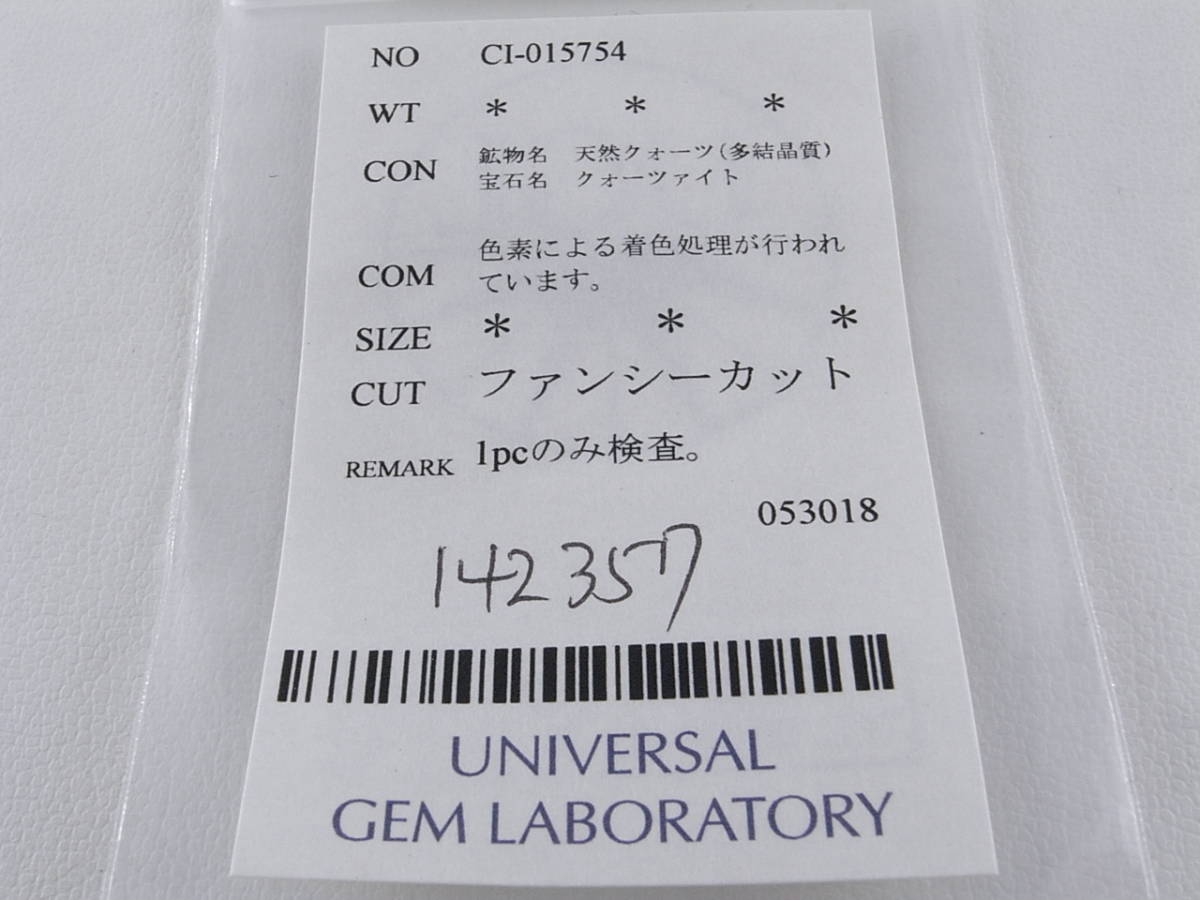 NO CI-015754
WT * * *
CON 鉱物名 天然クォーツ(多結晶質)
宝石名 クォーツァイト
COM 色素による着色処理が行われ
ています。
SIZE * * *
CUT ファンシーカット
REMARK 1pcのみ検査。
053018
142357
UNIVERSAL
GEM LABORATORY